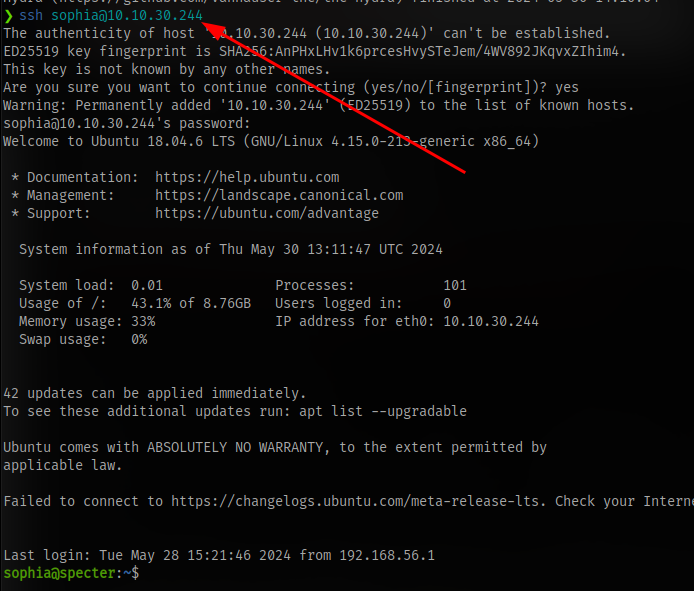 ❯ ssh sophia@10.10.30.244
The authenticity of host '10.10.30.244 (10.10.30.244)' can't be established.
ED25519 key fingerprint is SHA256:AnPHxLHv1k6prcesHvySTeJem/4WV892JKqvxZIhim4.
This key is not known by any other names.
Are you sure you want to continue connecting (yes/no/[fingerprint])? yes
Warning: Permanently added '10.10.30.244' (ED25519) to the list of known hosts.
sophia@10.10.30.244's password:
Welcome to Ubuntu 18.04.6 LTS (GNU/Linux 4.15.0-213-generic x86_64)
* Documentation: https://help.ubuntu.com
* Management: https://landscape.canonical.com
* Support: https://ubuntu.com/advantage
System information as of Thu May 30 13:11:47 UTC 2024
System load: 0.01 Processes: 101
Usage of /: 43.1% of 8.76GB Users logged in: 0
Memory usage: 33% IP address for eth0: 10.10.30.244
Swap usage: 0%
42 updates can be applied immediately.
To see these additional updates run: apt list --upgradable
Ubuntu comes with ABSOLUTELY NO WARRANTY, to the extent permitted by
applicable law.
Failed to connect to https://changelogs.ubuntu.com/meta-release-lts. Check your Interne
Last login: Tue May 28 15:21:46 2024 from 192.168.56.1
sophia@specter:~$